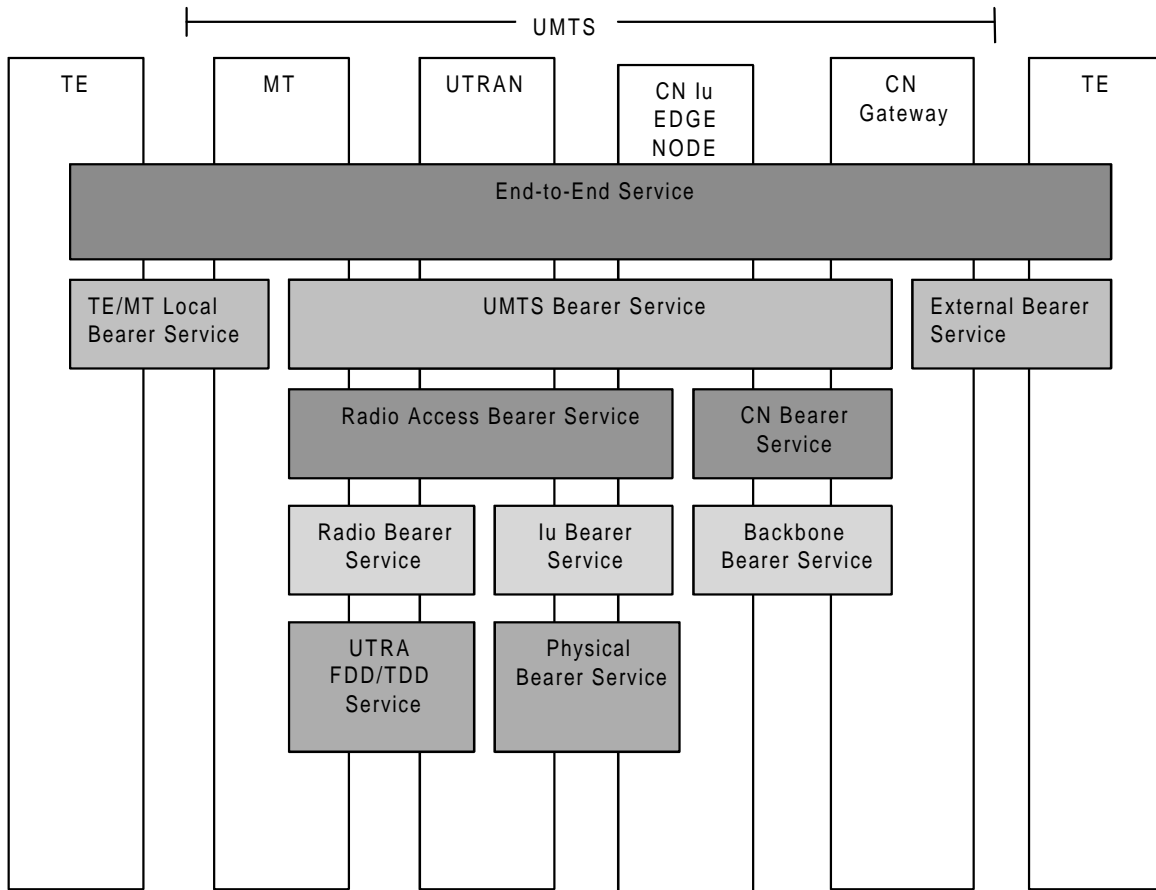 UMTS
TE
MT
UTRAN
CN Iu
EDGE
NODE
CN
Gateway
TE
End-to-End Service
TE/MT Local
Bearer Service
UMTS Bearer Service
External Bearer
Service
Radio Access Bearer Service
CN Bearer
Service
Radio Bearer
Service
Iu Bearer
Service
Backbone
Bearer Service
UTRA
FDD/TDD
Service
Physical
Bearer Service